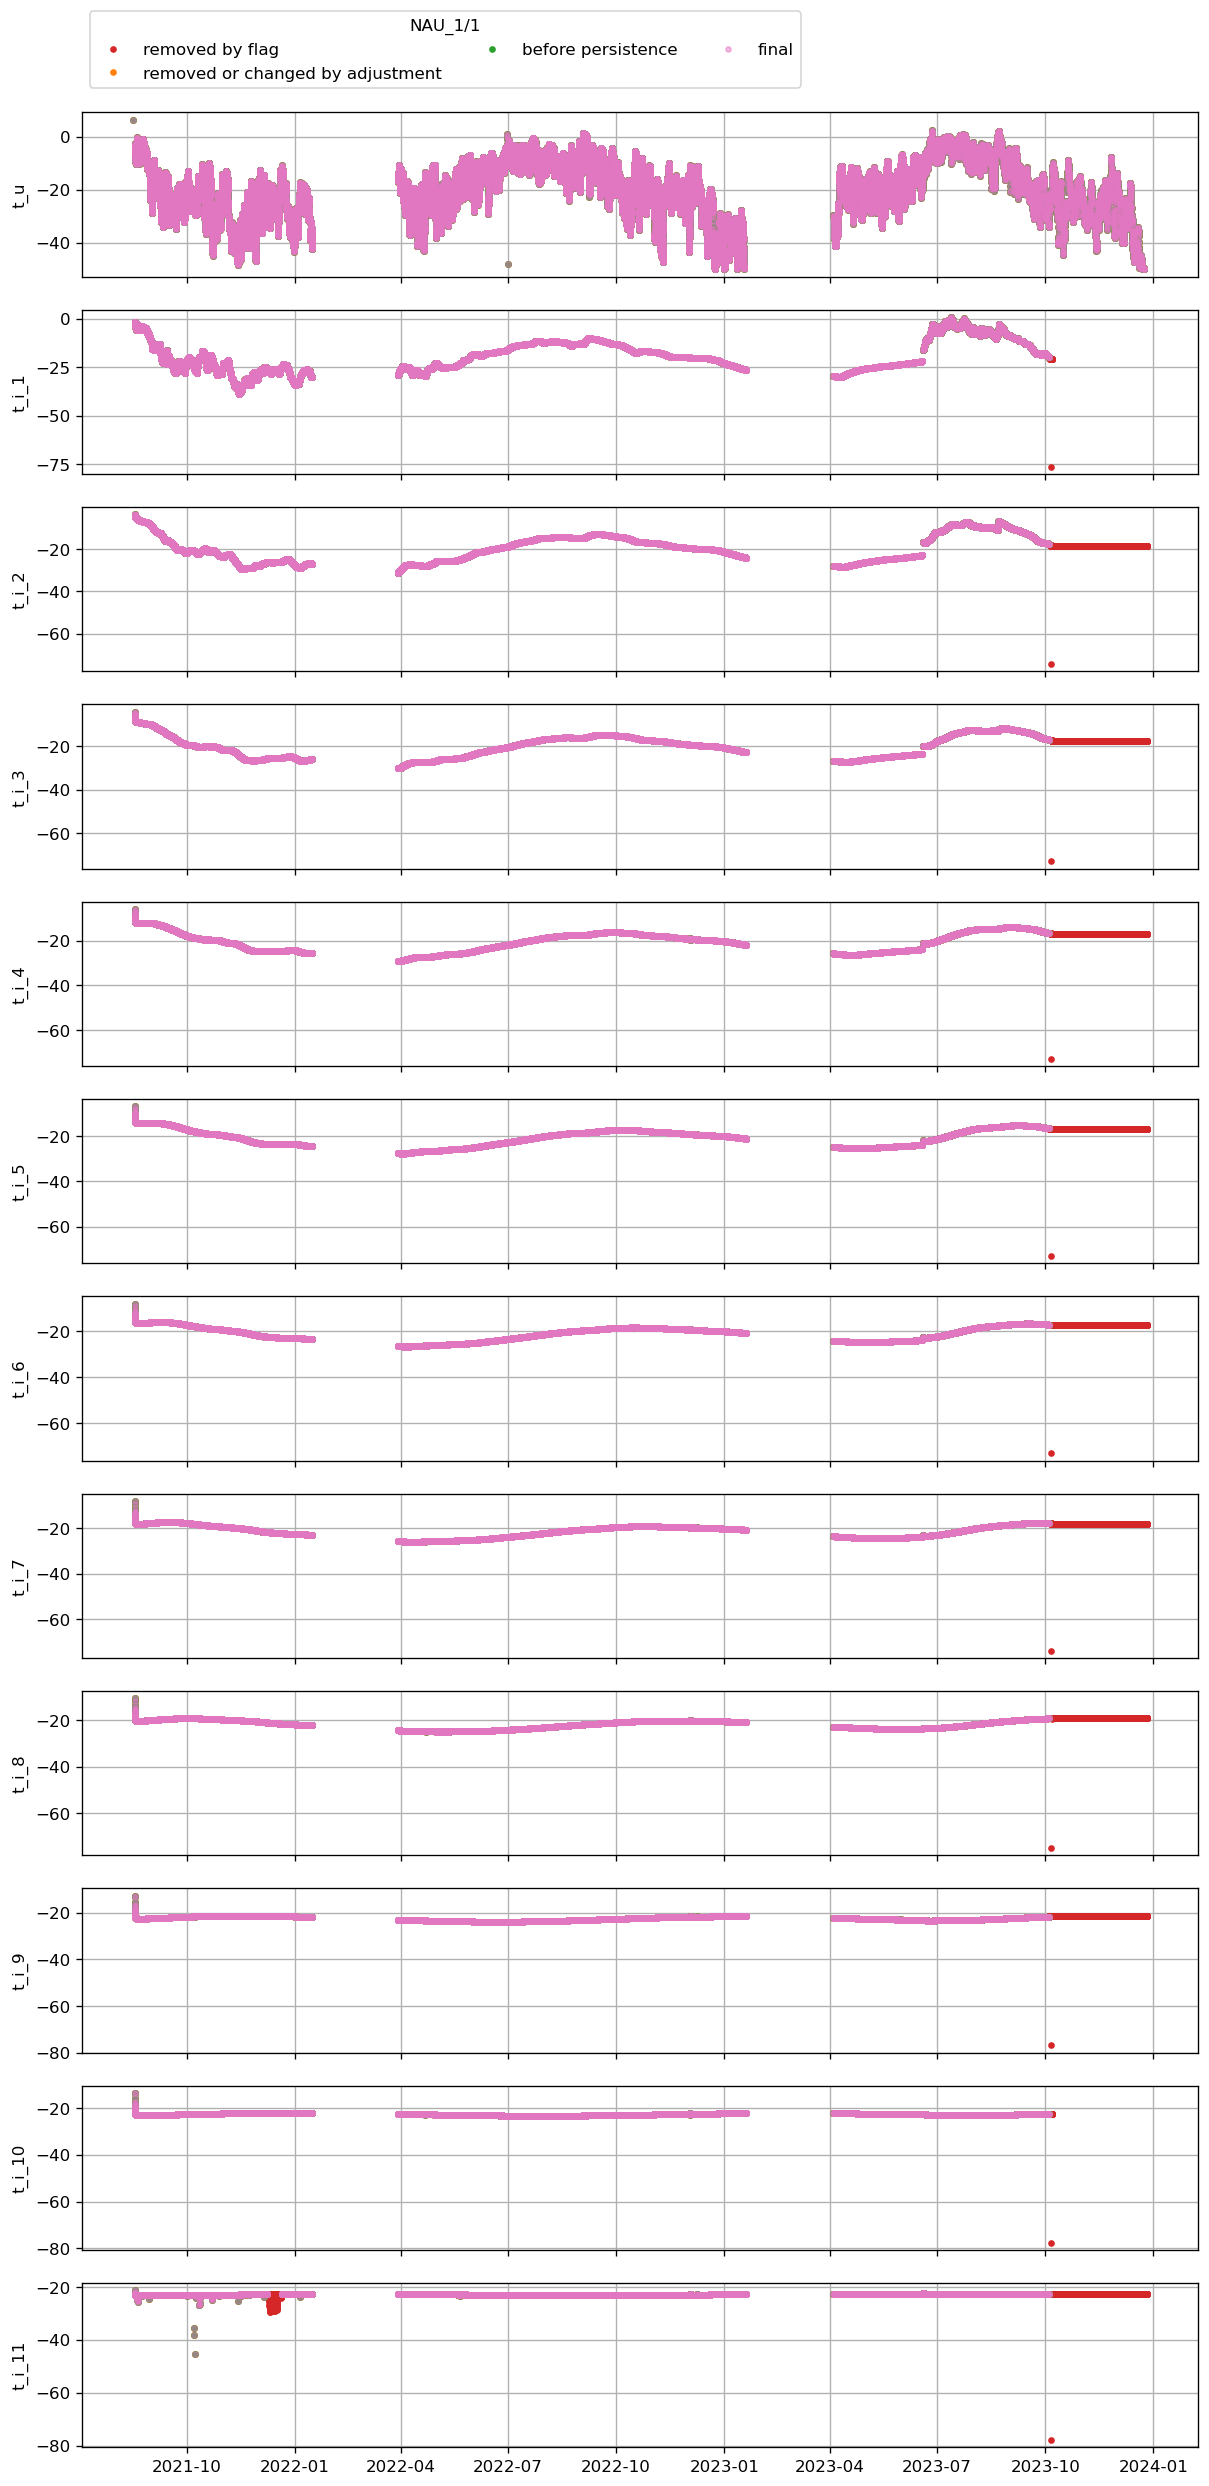 NAU_1/1
removed by flag
before persistence
final
removed or changed by adjustment
0
−20
−40
t_u
0
−25
−50
−75
t_i_1
−20
−40
−60
t_i_2
−20
−40
−60
t_i_3
−20
−40
−60
t_i_4
−20
−40
−60
t_i_5
−20
−40
−60
t_i_6
−20
−40
−60
t_i_7
−20
−40
−60
t_i_8
−20
−40
−60
−80
t_i_9
−20
−40
−60
−80
t_i_10
−20
−40
−60
−80
t_i_11
2021-10
2022-01
2022-04
2022-07
2022-10
2023-01
2023-04
2023-07
2023-10
2024-01